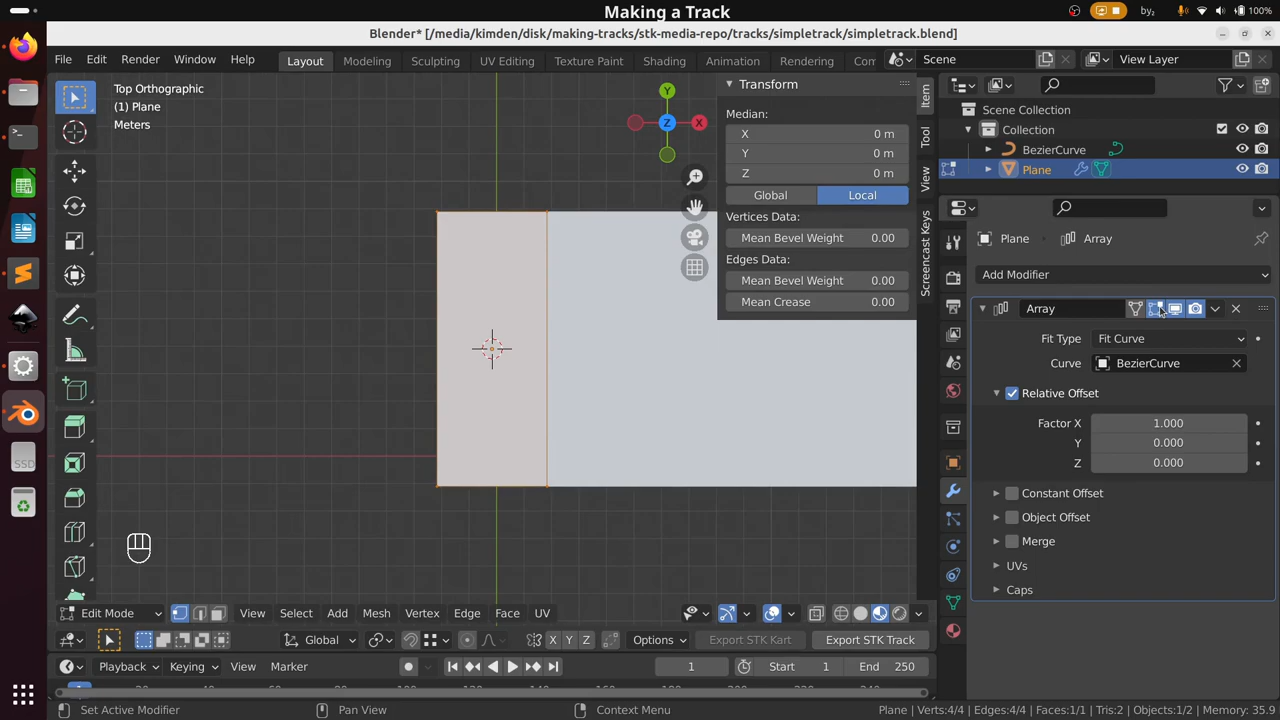 Making a Track
by₂
100%
Blender* [/media/kimden/disk/making-tracks/stk-media-repo/tracks/simpletrack/simpletrack.blend]
File Edit Render Window Help Layout Modeling Sculpting UV Editing Texture Paint Shading Animation Rendering Com Scene View Layer
Top Orthographic
(1) Plane
Meters
Y
Z
X
Transform
Median:
X 0 m
Y 0 m
Z 0 m
Global Local
Vertices Data:
Mean Bevel Weight 0.00
Edges Data:
Mean Bevel Weight 0.00
Mean Crease 0.00
Item
Tool
View
Screencast Keys
Scene Collection
Collection
BezierCurve
Plane
Plane Array
Add Modifier
Array
Fit Type Fit Curve
Curve BezierCurve
Relative Offset
Factor X 1.000
Y 0.000
Z 0.000
Constant Offset
Object Offset
Merge
UVs
Caps
SSD
Edit Mode View Select Add Mesh Vertex Edge Face UV
Global X Y Z Options Export STK Kart Export STK Track
Playback Keying View Marker 1 Start 1 End 250
Set Active Modifier Pan View Context Menu Plane | Verts:4/4 | Edges:4/4 | Faces:1/1 | Tris:2 | Objects:1/2 | Memory: 35.9